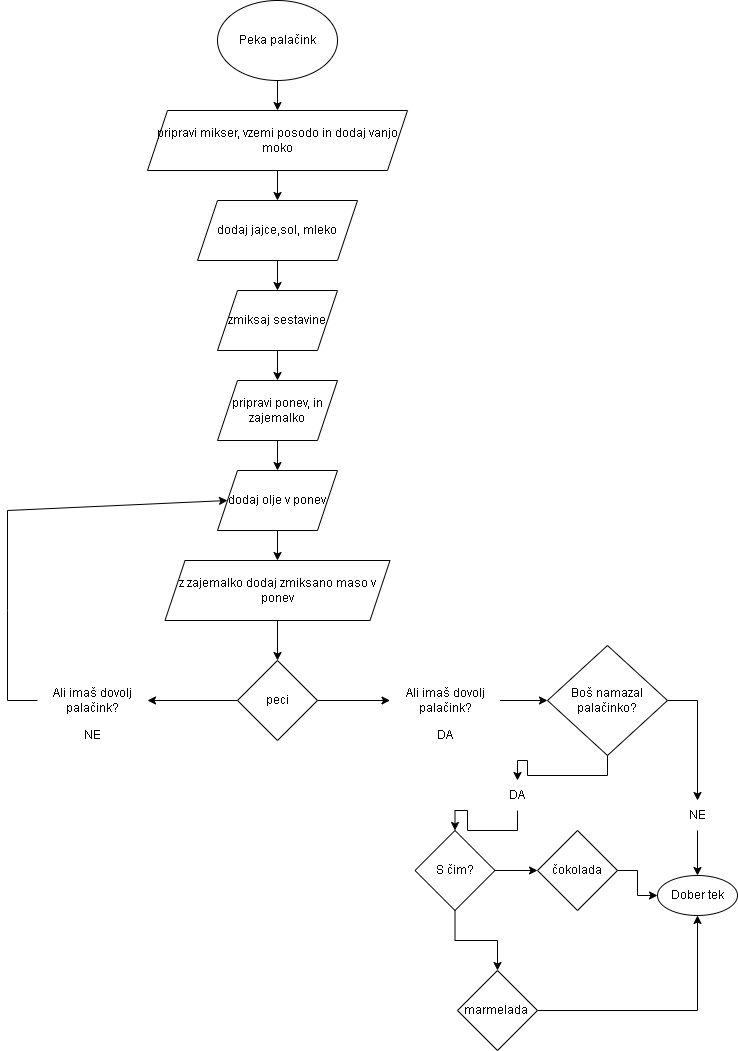 Peka palačink
pripravi mikser, vzemi posodo in dodaj vanjo
moko
dodaj jajce,sol, mleko
zmiksaj sestavine
pripravi ponev, in
zajemalko
dodaj olje v ponev
z zajemalko dodaj zmiksano maso v
ponev
peci
Ali imaš dovolj
palačink?
NE
Ali imaš dovolj
palačink?
DA
Boš namazal
palačinko?
DA
NE
S čim?
čokolada
Dober tek
marmelada